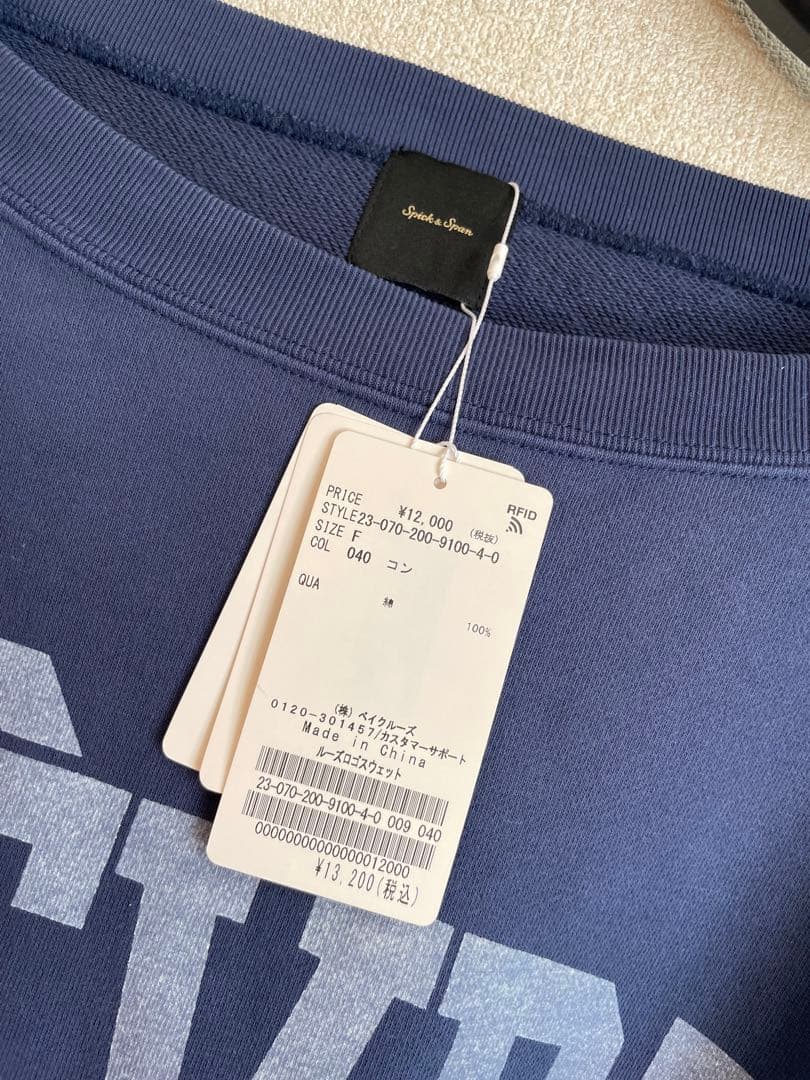 Spick & Span
RFID
PRICE ¥12,000 (税抜)
STYLE23-070-200-9100-4-0
SIZE F
COL 040 コン
QUA
綿 100%
(株) ベイクルーズ
0120-301457/カスタマーサポート
Made in China
ルーズロゴスウェット
23-070-200-9100-4-0 009 040
00000000000000012000
¥13,200(税込)